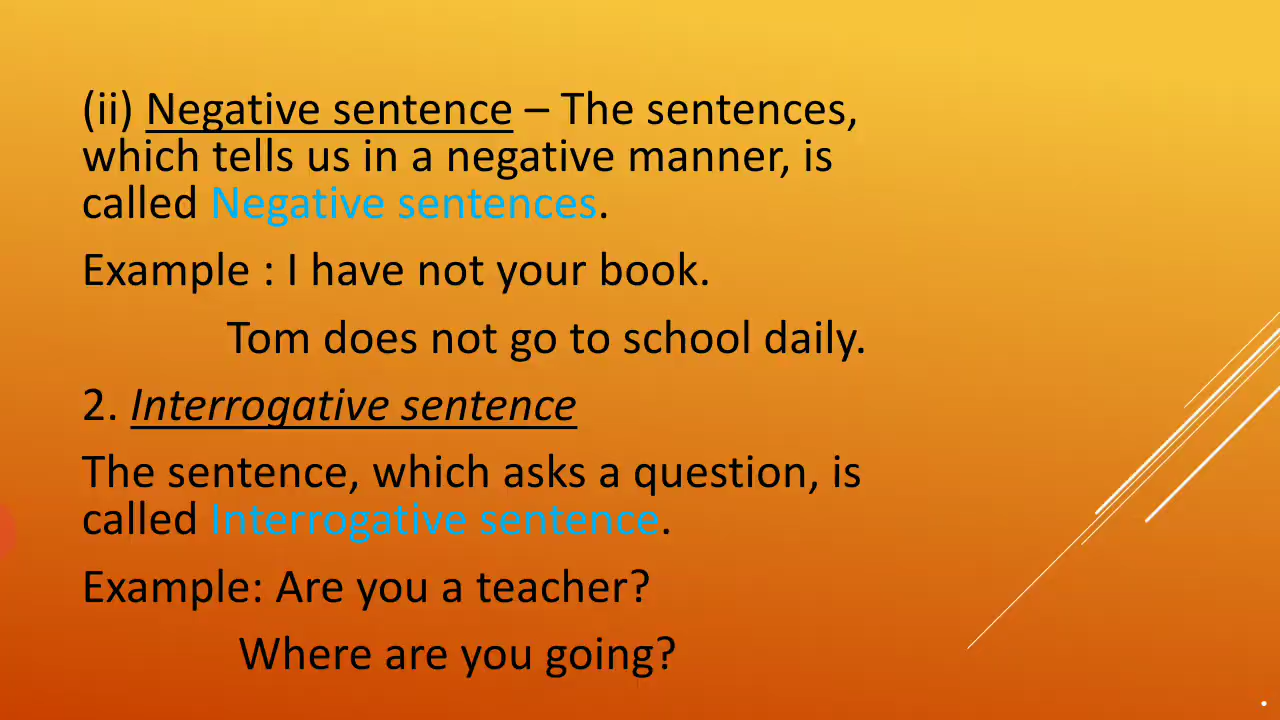 (ii) Negative sentence – The sentences,
which tells us in a negative manner, is
called Negative sentences.
Example : I have not your book.
Tom does not go to school daily.
2. Interrogative sentence
The sentence, which asks a question, is
called Interrogative sentence.
Example: Are you a teacher?
Where are you going?